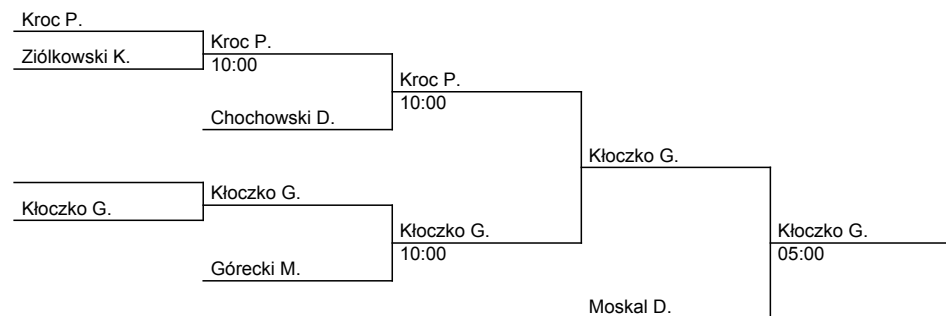 Kroc P.
Ziólkowski K.
Kroc P.
10:00
Chochowski D.
Kroc P.
10:00
Kłoczko G.
Kłoczko G.
Górecki M.
Kłoczko G.
10:00
Kłoczko G.
Moskal D.
Kłoczko G.
05:00